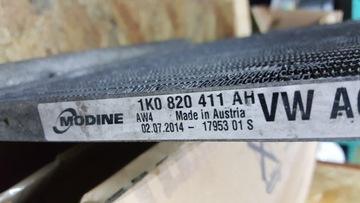 MODINE
1K0 820 411 AH
AW4 Made in Austria
02.07.2014 - 17953 01 S
VW